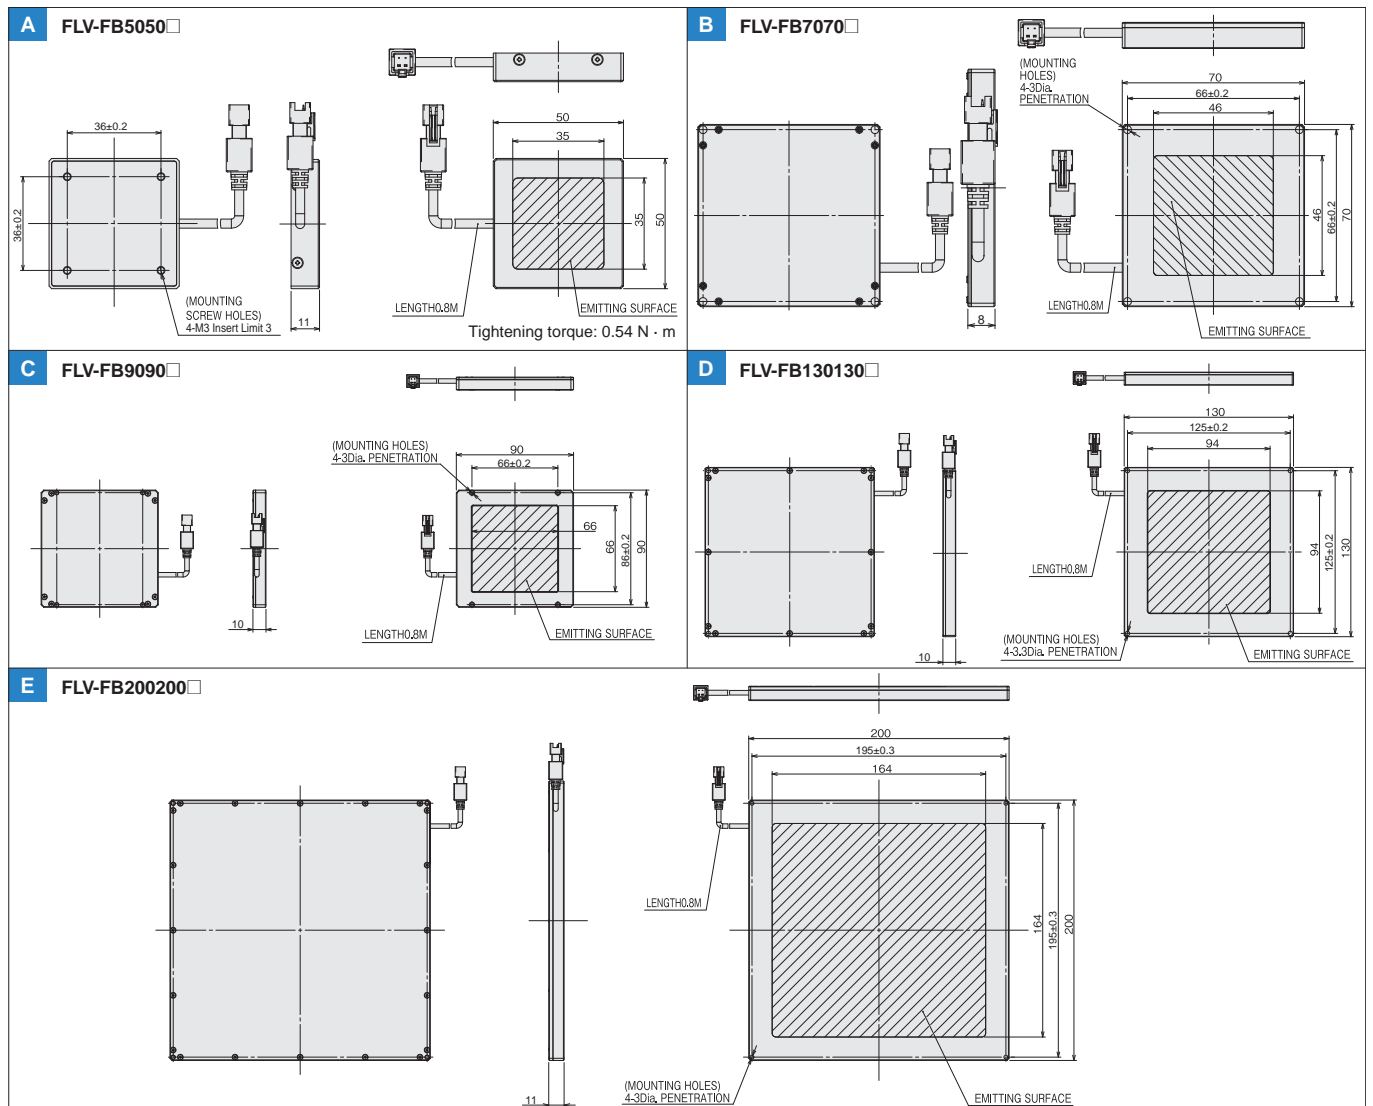 A FLV-FB5050□
36±0.2
36±0.2
(MOUNTING
SCREW HOLES)
4-M3 Insert Limit 3
11
50
35
35
50
LENGTH0.8M
EMITTING SURFACE
Tightening torque: 0.54 N · m
B FLV-FB7070□
(MOUNTING
HOLES)
4-3Dia.
PENETRATION
70
66±0.2
46
46
66±0.2
70
8
LENGTH0.8M
EMITTING SURFACE
C FLV-FB9090□
(MOUNTING HOLES)
4-3Dia. PENETRATION
90
66±0.2
66
66
86±0.2
90
10
LENGTH0.8M
EMITTING SURFACE
D FLV-FB130130□
130
125±0.2
94
94
125±0.2
130
LENGTH0.8M
10
(MOUNTING HOLES)
4-3.3Dia. PENETRATION
EMITTING SURFACE
E FLV-FB200200□
200
195±0.3
164
164
195±0.3
200
LENGTH0.8M
11
(MOUNTING HOLES)
4-3Dia. PENETRATION
EMITTING SURFACE